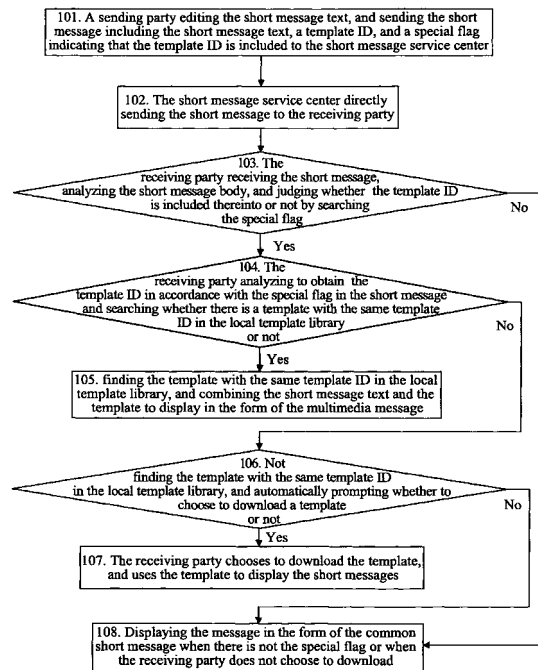 101. A sending party editing the short message text, and sending the short
message including the short message text, a template ID, and a special flag
indicating that the template ID is included to the short message service center
102. The short message service center directly
sending the short message to the receiving party
103. The
receiving party receiving the short message,
analyzing the short message body, and judging whether the template ID
is included thereinto or not by searching
the special flag
No
Yes
104. The
receiving party analyzing to obtain the
template ID in accordance with the special flag in the short message
and searching whether there is a template with the same template
ID in the local template library
or not
No
Yes
105. finding the template with the same template ID in the local
template library, and combining the short message text and the
template to display in the form of the multimedia message
106. Not
finding the template with the same template ID
in the local template library, and automatically prompting whether to
choose to download a template
or not
No
Yes
107. The receiving party chooses to download the template,
and uses the template to display the short messages
108. Displaying the message in the form of the common
short message when there is not the special flag or when
the receiving party does not choose to download